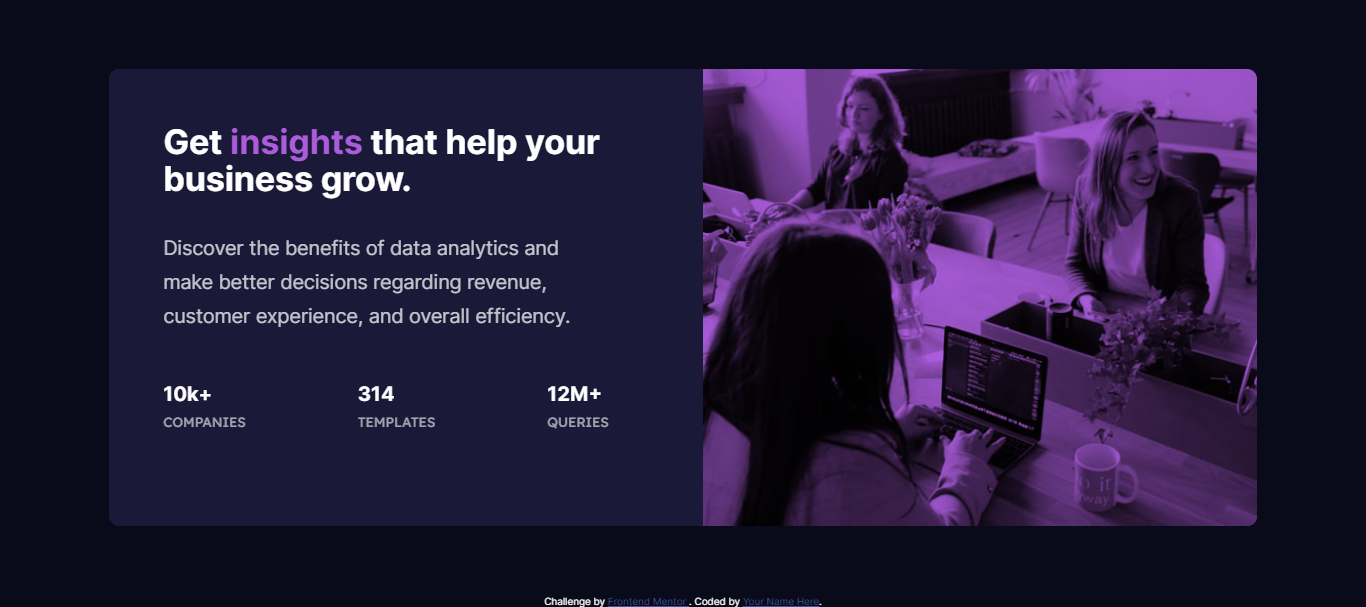 Get insights that help your
business grow.
Discover the benefits of data analytics and
make better decisions regarding revenue,
customer experience, and overall efficiency.
10k+ 314 12M+
COMPANIES TEMPLATES QUERIES
Challenge by Frontend Mentor . Coded by Your Name Here.